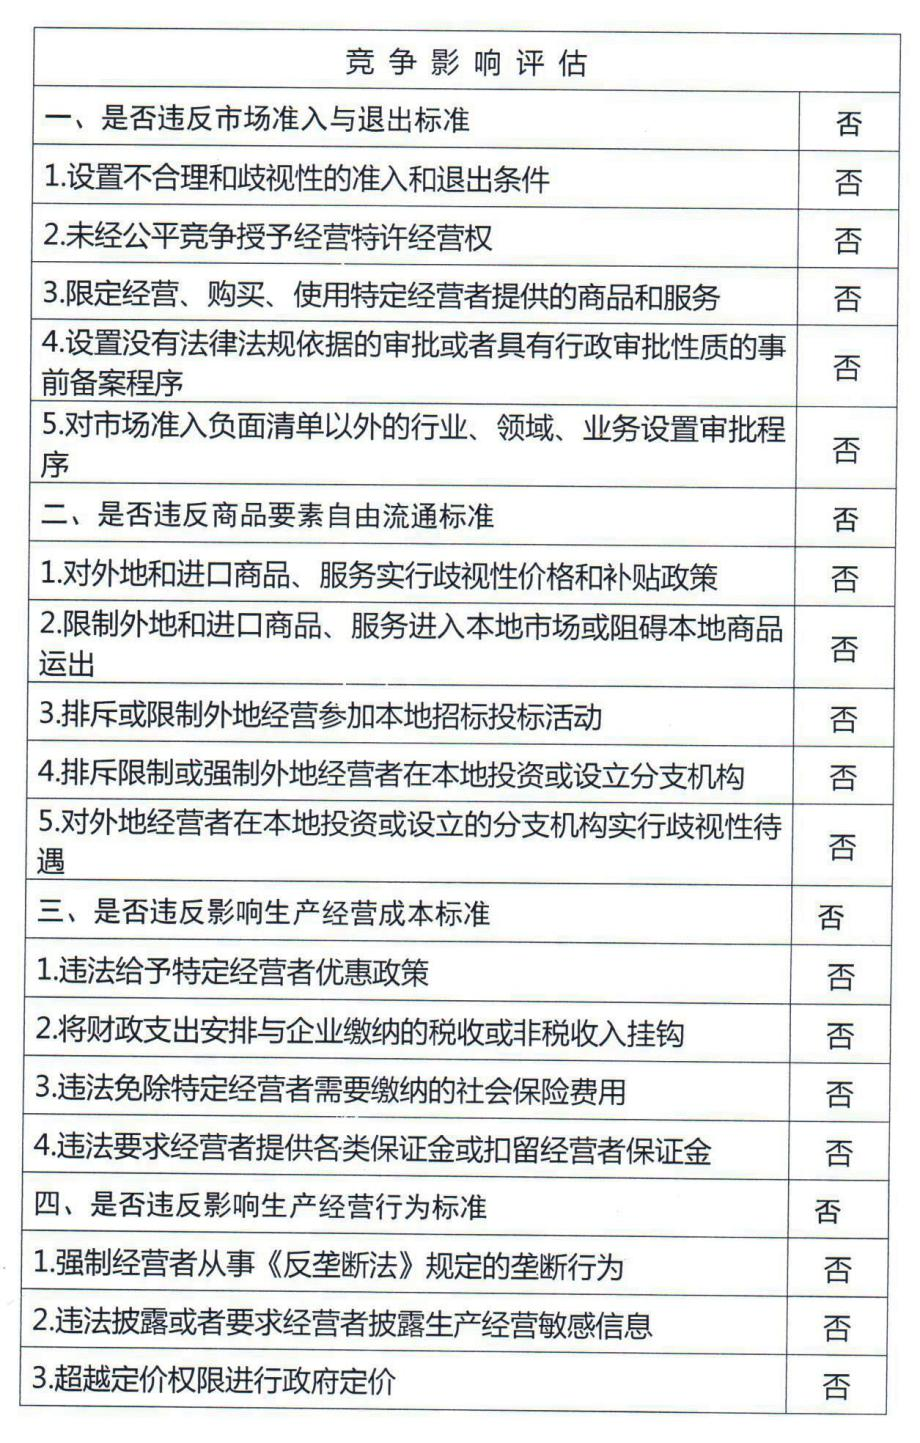 竞争影响评估
一、是否违反市场准入与退出标准 否
1.设置不合理和歧视性的准入和退出条件 否
2.未经公平竞争授予经营特许经营权 否
3.限定经营、购买、使用特定经营者提供的商品和服务 否
4.设置没有法律法规依据的审批或者具有行政审批性质的事
前备案程序 否
5.对市场准入负面清单以外的行业、领域、业务设置审批程
序 否
二、是否违反商品要素自由流通标准 否
1.对外地和进口商品、服务实行歧视性价格和补贴政策 否
2.限制外地和进口商品、服务进入本地市场或阻碍本地商品
运出 否
3.排斥或限制外地经营参加本地招标投标活动 否
4.排斥限制或强制外地经营者在本地投资或设立分支机构 否
5.对外地经营者在本地投资或设立的分支机构实行歧视性待
遇 否
三、是否违反影响生产经营成本标准 否
1.违法给予特定经营者优惠政策 否
2.将财政支出安排与企业缴纳的税收或非税收入挂钩 否
3.违法免除特定经营者需要缴纳的社会保险费用 否
4.违法要求经营者提供各类保证金或扣留经营者保证金 否
四、是否违反影响生产经营行为标准 否
1.强制经营者从事《反垄断法》规定的垄断行为 否
2.违法披露或者要求经营者披露生产经营敏感信息 否
3.超越定价权限进行政府定价 否